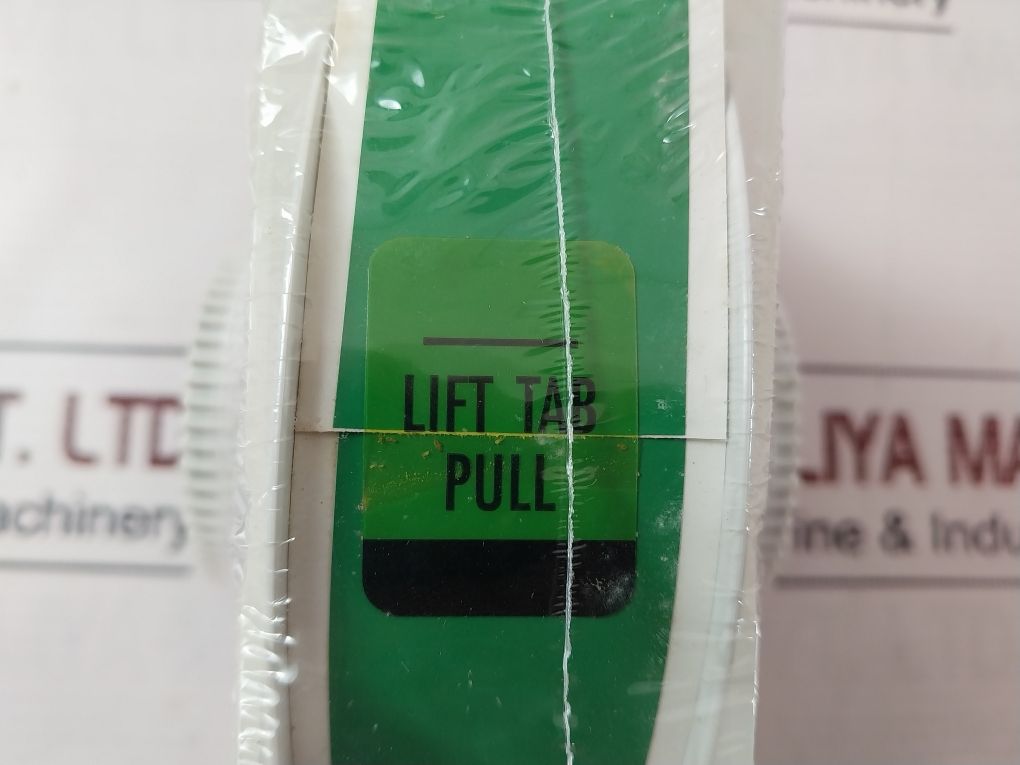 LIFT TAB
PULL
T. LTD
achinery
LIYA MA
ine & Indu